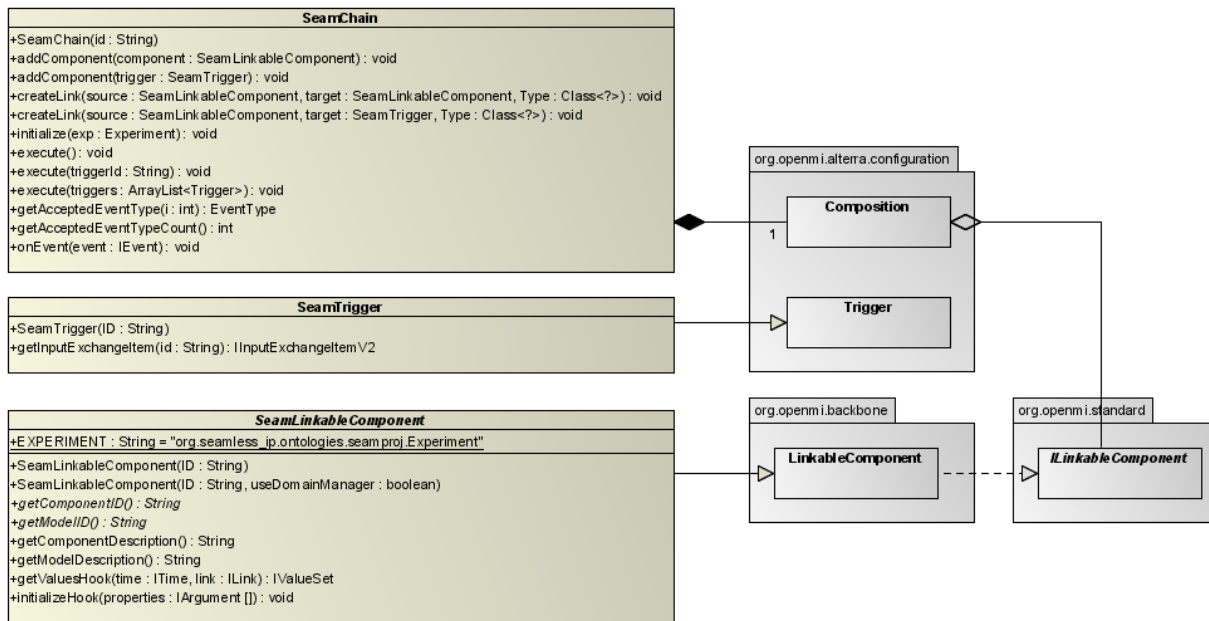 SeamChain
+SeamChain(id : String)
+addComponent(component : SeamLinkableComponent) : void
+addComponent(trigger : SeamTrigger) : void
+createLink(source : SeamLinkableComponent, target : SeamLinkableComponent, Type : Class<?>) : void
+createLink(source : SeamLinkableComponent, target : SeamTrigger, Type : Class<?>) : void
+initialize(exp : Experiment) : void
+execute() : void
+execute(triggerId : String) : void
+execute(triggers : ArrayList<Trigger>) : void
+getAcceptedEventType(i : int) : EventType
+getAcceptedEventTypeCount() : int
+onEvent(event : IEvent) : void
org.openmi.alterra.configuration
Composition
1
Trigger
SeamTrigger
+SeamTrigger(ID : String)
+getInputExchangeItem(id : String) : IInputExchangeItemV2
SeamLinkableComponent
+EXPERIMENT : String = "org.seamless_ip.ontologies.seamproj.Experiment"
+SeamLinkableComponent(ID : String)
+SeamLinkableComponent(ID : String, useDomainManager : boolean)
+getComponentID() : String
+getModelID() : String
+getComponentDescription() : String
+getModelDescription() : String
+getValuesHook(time : ITime, link : ILink) : IValueSet
+initializeHook(properties : IArgument []) : void
org.openmi.backbone
LinkableComponent
org.openmi.standard
ILinkableComponent